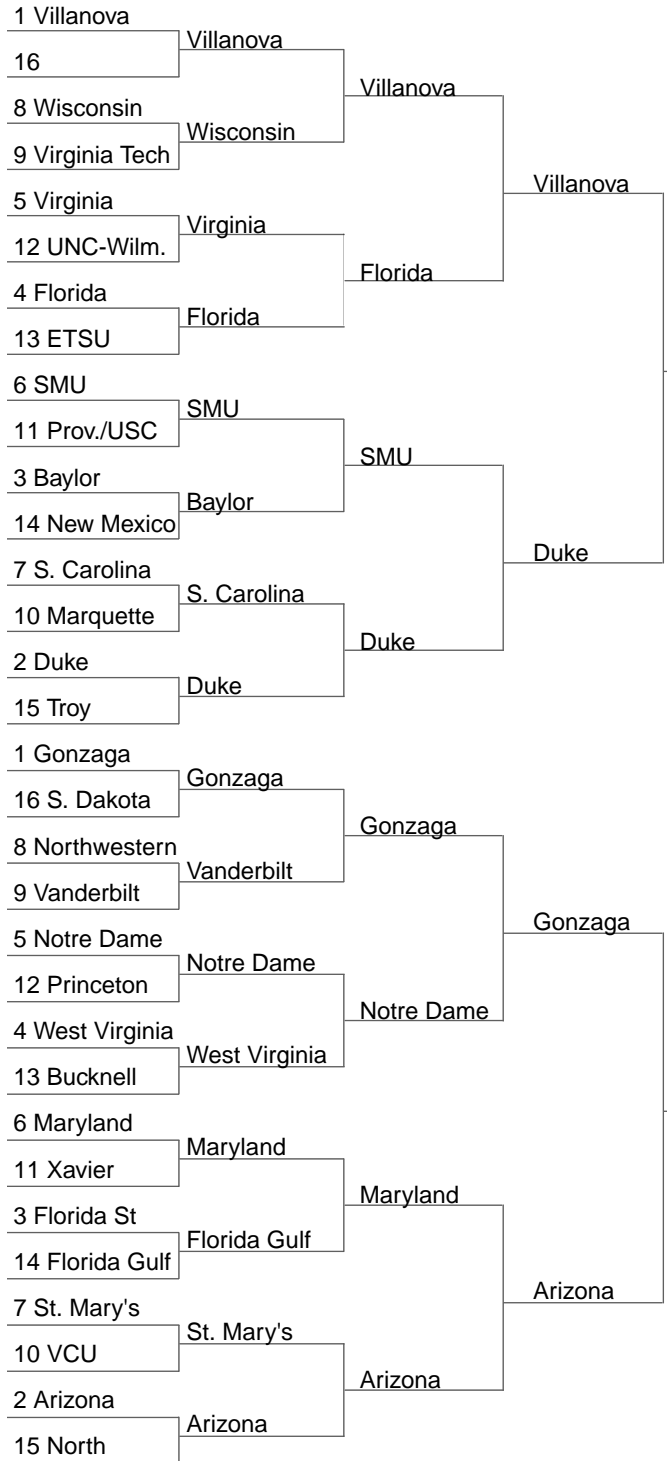 1 Villanova
Villanova
16
Villanova
8 Wisconsin
Wisconsin
9 Virginia Tech
Villanova
5 Virginia
Virginia
12 UNC-Wilm.
Florida
4 Florida
Florida
13 ETSU
6 SMU
SMU
11 Prov./USC
SMU
3 Baylor
Baylor
14 New Mexico
Duke
7 S. Carolina
S. Carolina
10 Marquette
Duke
2 Duke
Duke
15 Troy
1 Gonzaga
Gonzaga
16 S. Dakota
Gonzaga
8 Northwestern
Vanderbilt
9 Vanderbilt
Gonzaga
5 Notre Dame
Notre Dame
12 Princeton
Notre Dame
4 West Virginia
West Virginia
13 Bucknell
6 Maryland
Maryland
11 Xavier
Maryland
3 Florida St
Florida Gulf
14 Florida Gulf
Arizona
7 St. Mary's
St. Mary's
10 VCU
Arizona
2 Arizona
Arizona
15 North